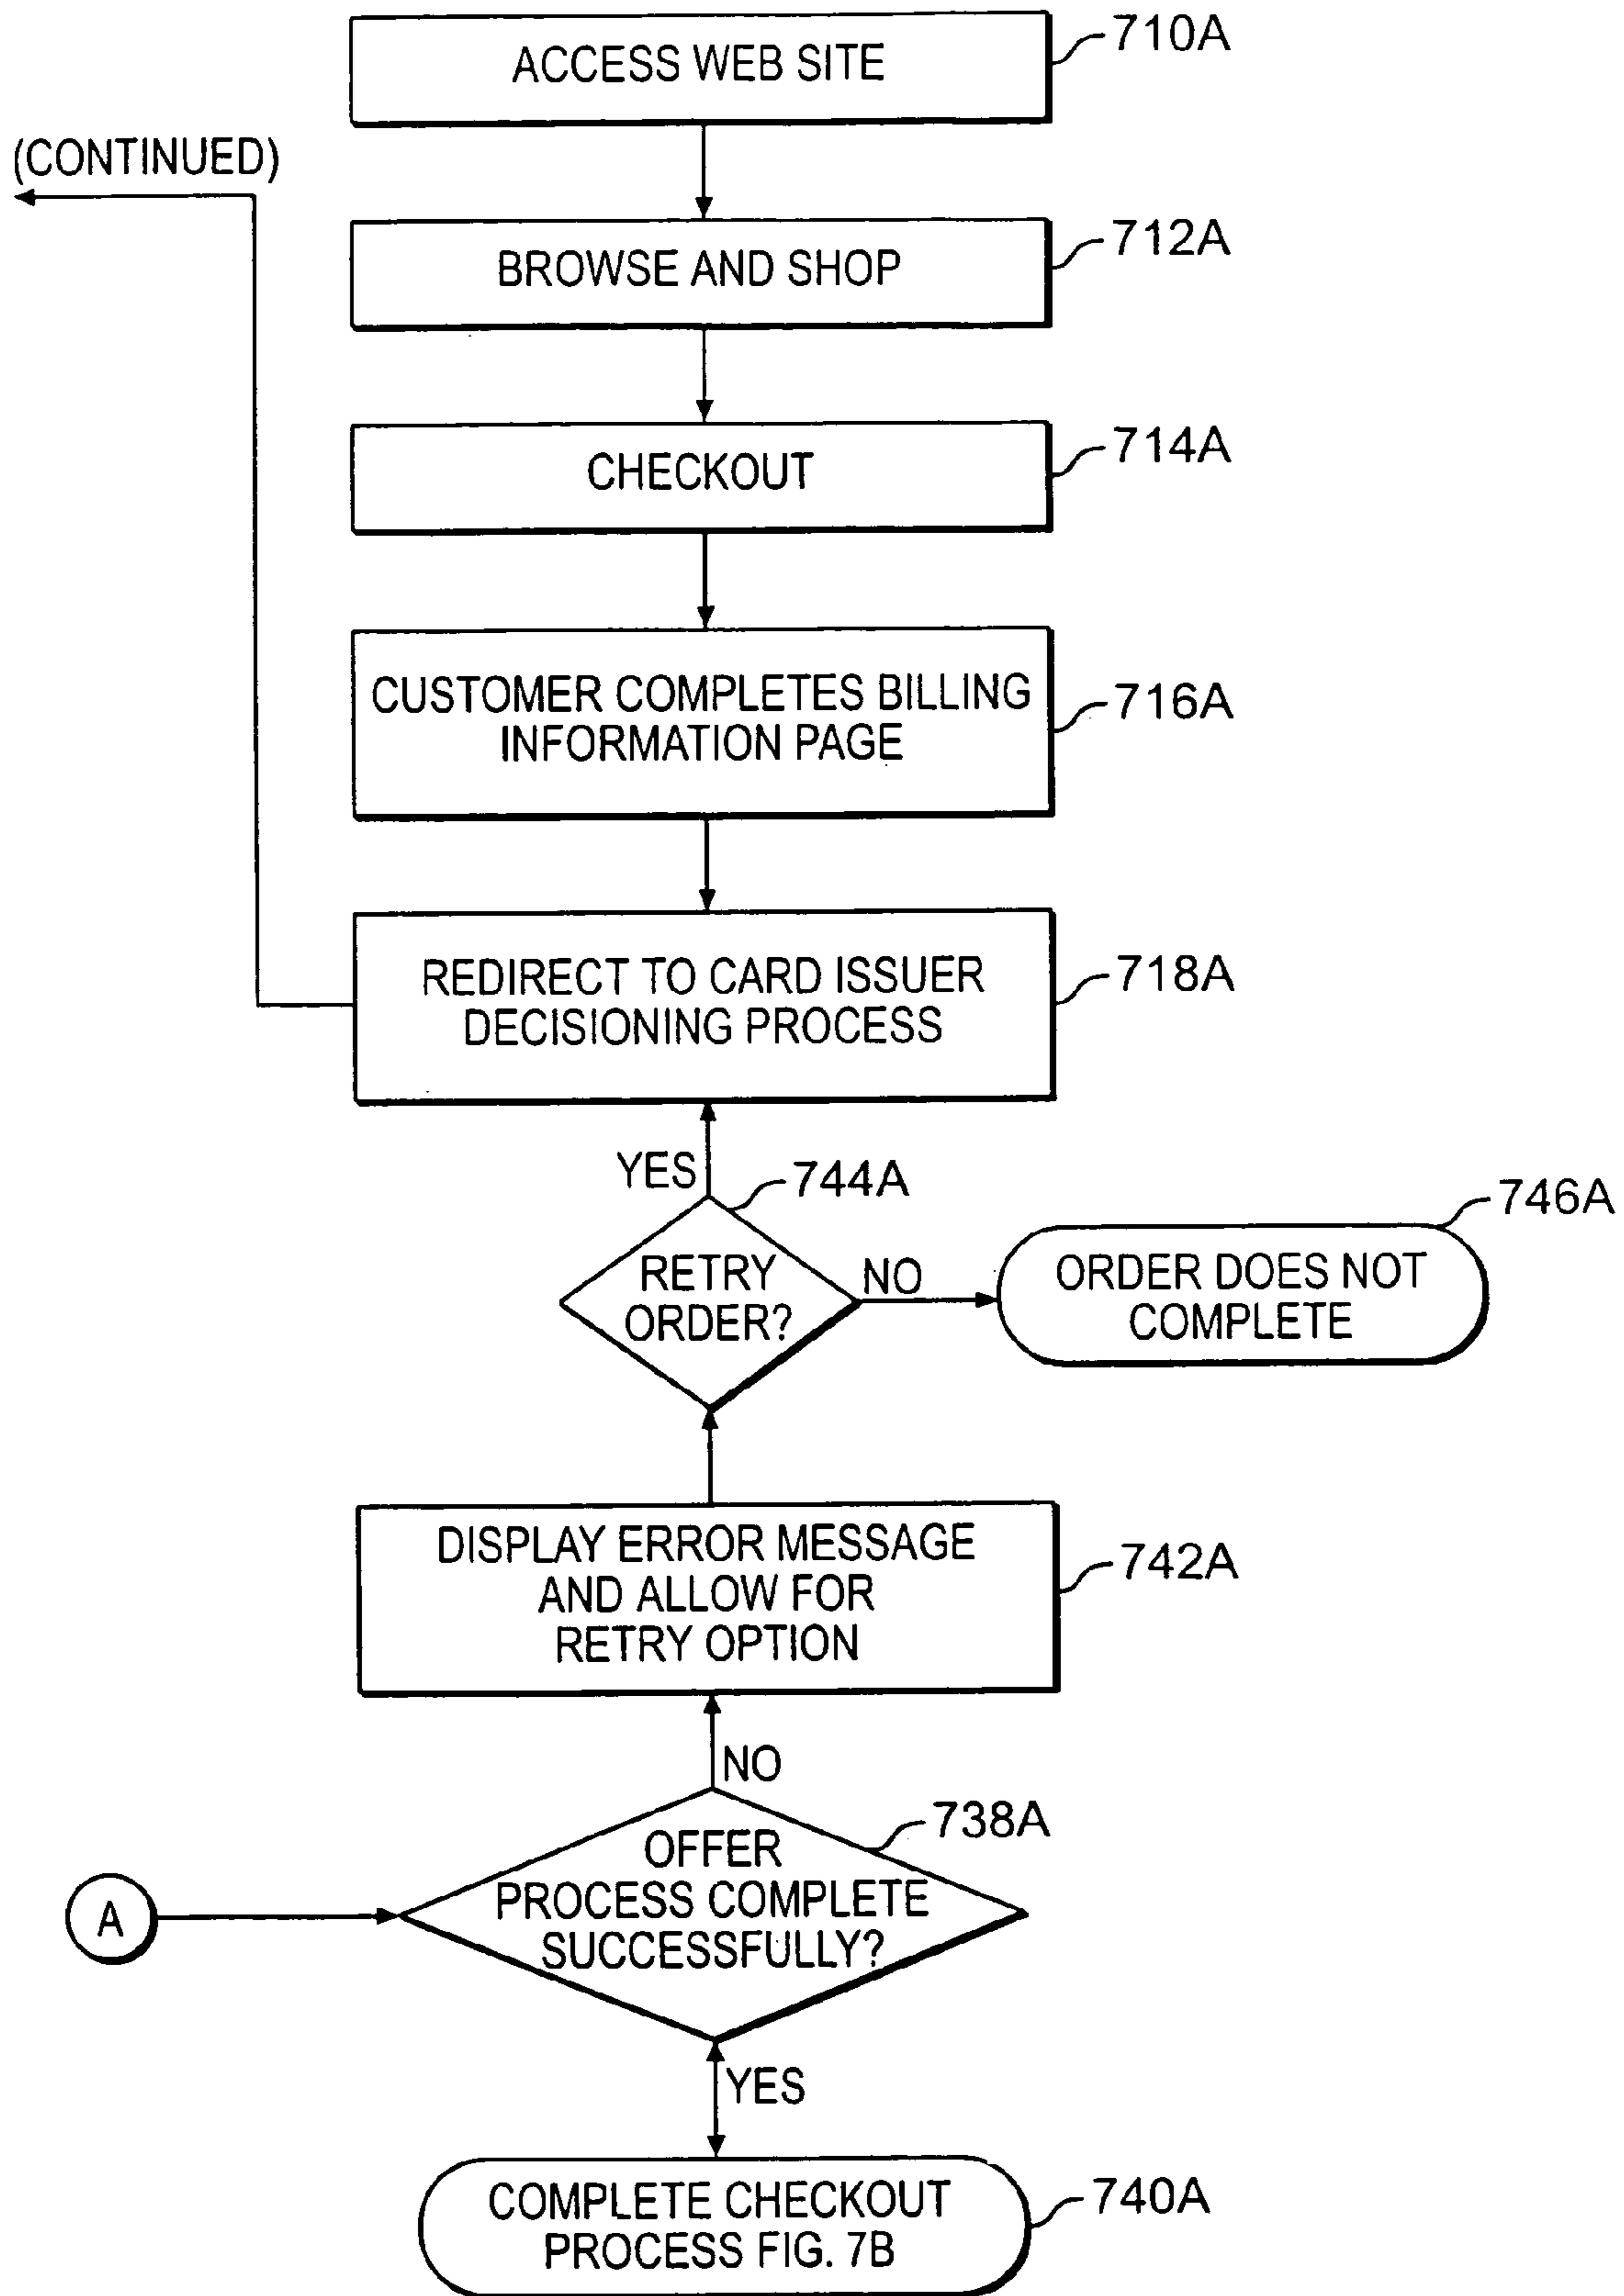 710A
ACCESS WEB SITE
(CONTINUED)
712A
BROWSE AND SHOP
714A
CHECKOUT
CUSTOMER COMPLETES BILLING
INFORMATION PAGE
716A
REDIRECT TO CARD ISSUER
DECISIONING PROCESS
718A
YES
744A
746A
RETRY
ORDER?
NO
ORDER DOES NOT
COMPLETE
DISPLAY ERROR MESSAGE
AND ALLOW FOR
RETRY OPTION
742A
NO
738A
OFFER
PROCESS COMPLETE
SUCCESSFULLY?
A
YES
COMPLETE CHECKOUT
PROCESS FIG. 7B
740A